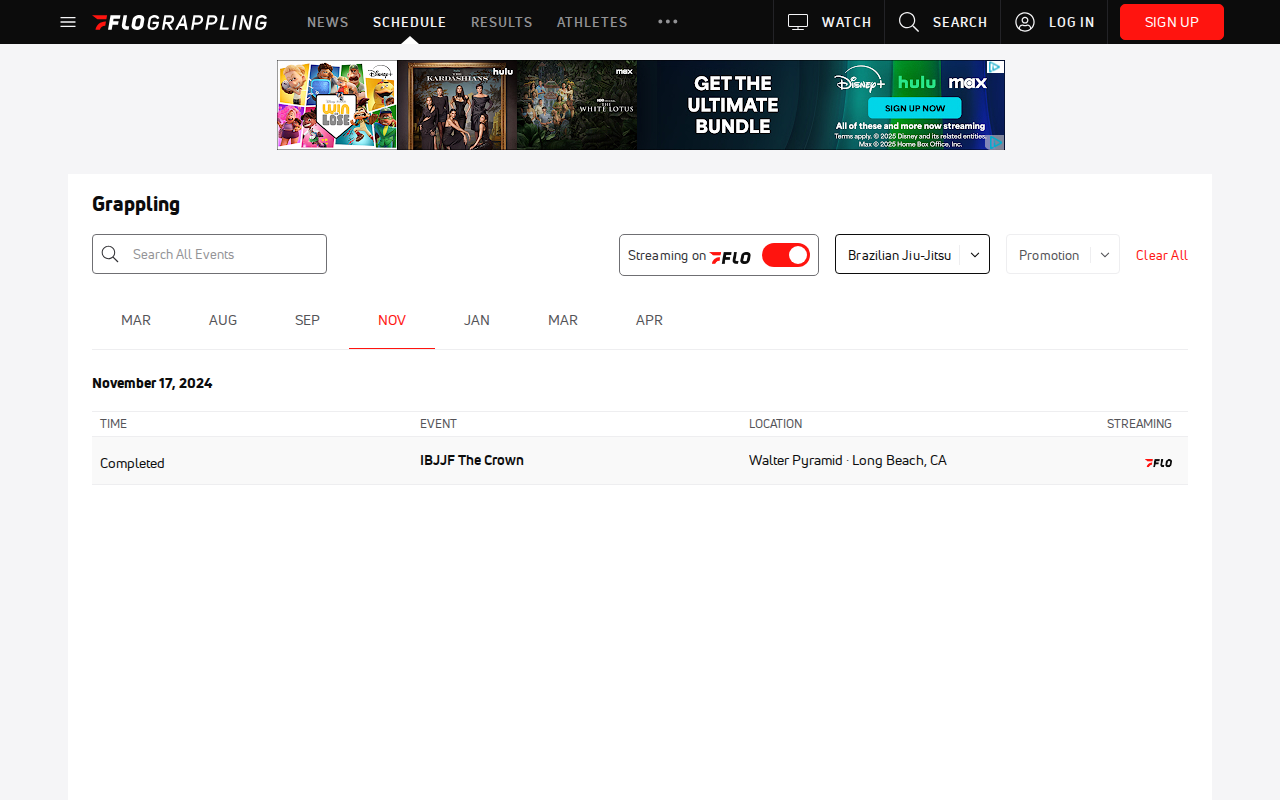 FLOGRAPPLING NEWS SCHEDULE RESULTS ATHLETES WATCH SEARCH LOG IN SIGN UP
Disney+ WIN OR LOSE
THE KARDASHIANS hulu
max HBO ORIGINAL THE WHITE LOTUS
GET THE
ULTIMATE
BUNDLE
Disney+ hulu max
SIGN UP NOW
All of these and more now streaming
Terms apply. © 2025 Disney and its related entities.
Max © 2025 Home Box Office, Inc.
Grappling
Search All Events Streaming on FLO Brazilian Jiu-Jitsu Promotion Clear All
MAR AUG SEP NOV JAN MAR APR
November 17, 2024
TIME EVENT LOCATION STREAMING
Completed IBJJF The Crown Walter Pyramid · Long Beach, CA FLO